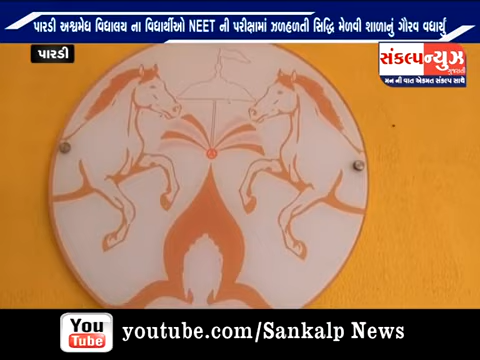 પારડી અશ્વમેઘ વિદ્યાલય ના વિદ્યાર્થીઓ NEET ની પરીક્ષામાં ઝળહળતી સિદ્ધિ મેળવી શાળાનું ગૌરવ વધાર્યું
પારડી
સંકલ્પ ન્યુઝ
ગુજરાતી
મન ની વાત એકમત સંકલ્પ સાથે
You Tube youtube.com/Sankalp News